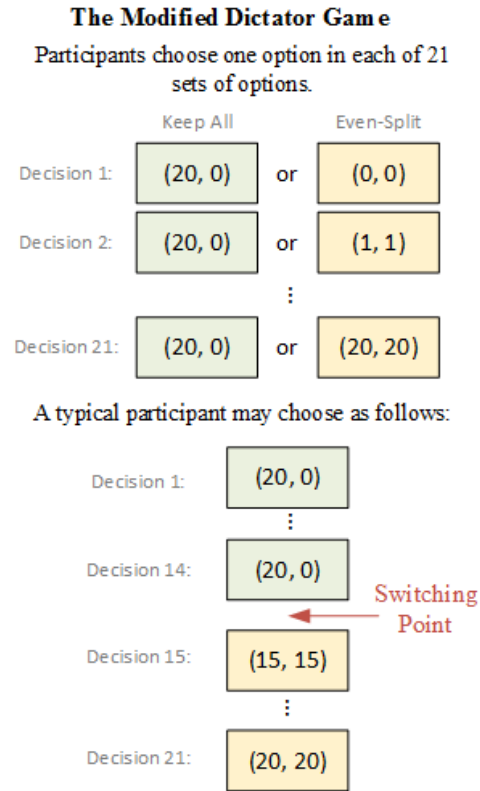 The Modified Dictator Game
Participants choose one option in each of 21
sets of options.
Keep All Even-Split
Decision 1: (20, 0) or (0, 0)
Decision 2: (20, 0) or (1, 1)
⋮
Decision 21: (20, 0) or (20, 20)
A typical participant may choose as follows:
Decision 1: (20, 0)
⋮
Decision 14: (20, 0)
Switching
Point
Decision 15: (15, 15)
⋮
Decision 21: (20, 20)